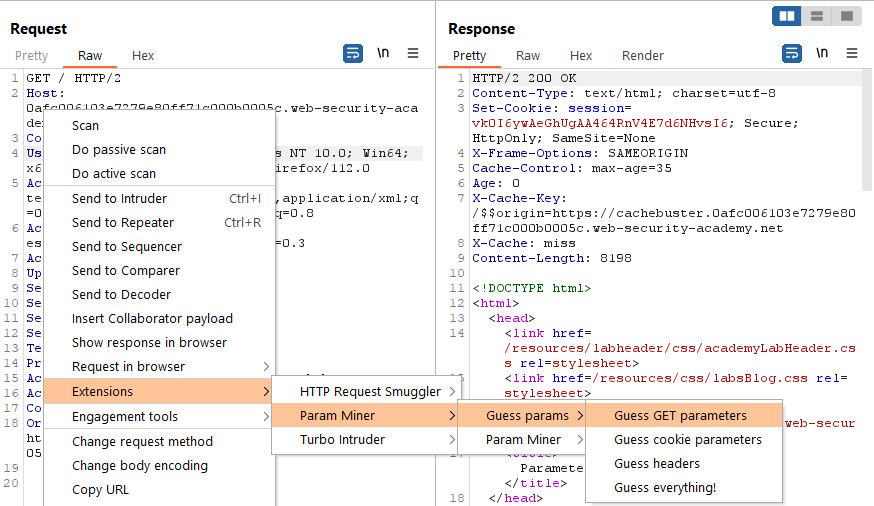 Request
Response
Pretty Raw Hex \n
Pretty Raw Hex Render \n
1 GET / HTTP/2
2 Host:
0afc006103e7279e80ff71c000b0005c.web-security-aca
3 Co
4 Us s NT 10.0; Win64;
x6 irefox/112.0
5 Ac
te ,application/xml;q
=0 q=0.8
6 Ac
es =0.3
7 Ac
8 Up
9 Se
10 Se
11 Se
12 Se
13 Te
14 Pr
15 Ac
16 Ac
17 Co
18 Or
ht
05
19
20
Scan
Do passive scan
Do active scan
Send to Intruder Ctrl+I
Send to Repeater Ctrl+R
Send to Sequencer
Send to Comparer
Send to Decoder
Insert Collaborator payload
Show response in browser
Request in browser
Extensions
Engagement tools
Change request method
Change body encoding
Copy URL
HTTP Request Smuggler
Param Miner
Turbo Intruder
Guess params
Param Miner
Guess GET parameters
Guess cookie parameters
Guess headers
Guess everything!
1 HTTP/2 200 OK
2 Content-Type: text/html; charset=utf-8
3 Set-Cookie: session=
vkOI6ywAeGhUgAA464RnV4E7d6NHvsI6; Secure;
HttpOnly; SameSite=None
4 X-Frame-Options: SAMEORIGIN
5 Cache-Control: max-age=35
6 Age: 0
7 X-Cache-Key:
/$$origin=https://cachebuster.0afc006103e7279e80
ff71c000b0005c.web-security-academy.net
8 X-Cache: miss
9 Content-Length: 8198
10
11 <!DOCTYPE html>
12 <html>
13 <head>
14 <link href=
/resources/labheader/css/academyLabHeader.cs
s rel=stylesheet>
15 <link href=/resources/css/labsBlog.css rel=
stylesheet>
web-secur
Paramete
</title>
18 </head>